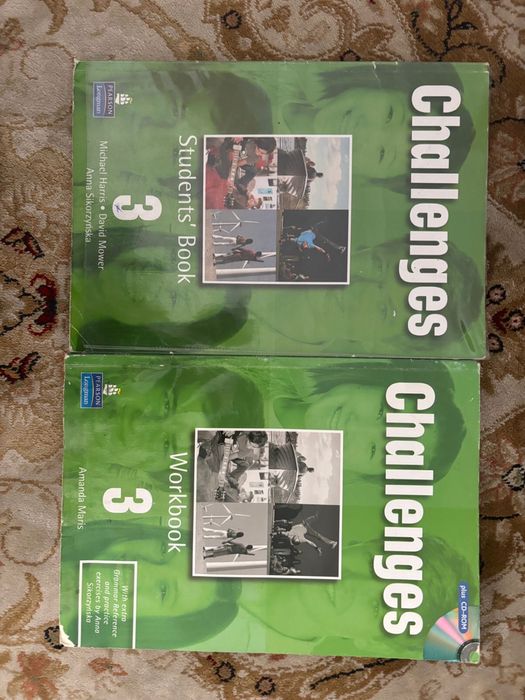 Challenges
Students' Book
3
Michael Harris • David Mower
Anna Sikorzyńska
PEARSON
Longman
Challenges
plus CD-ROM
Workbook
3
Amanda Maris
With extra
Grammar Reference
and practice
exercises by Anna
Sikorzyńska
PEARSON
Longman